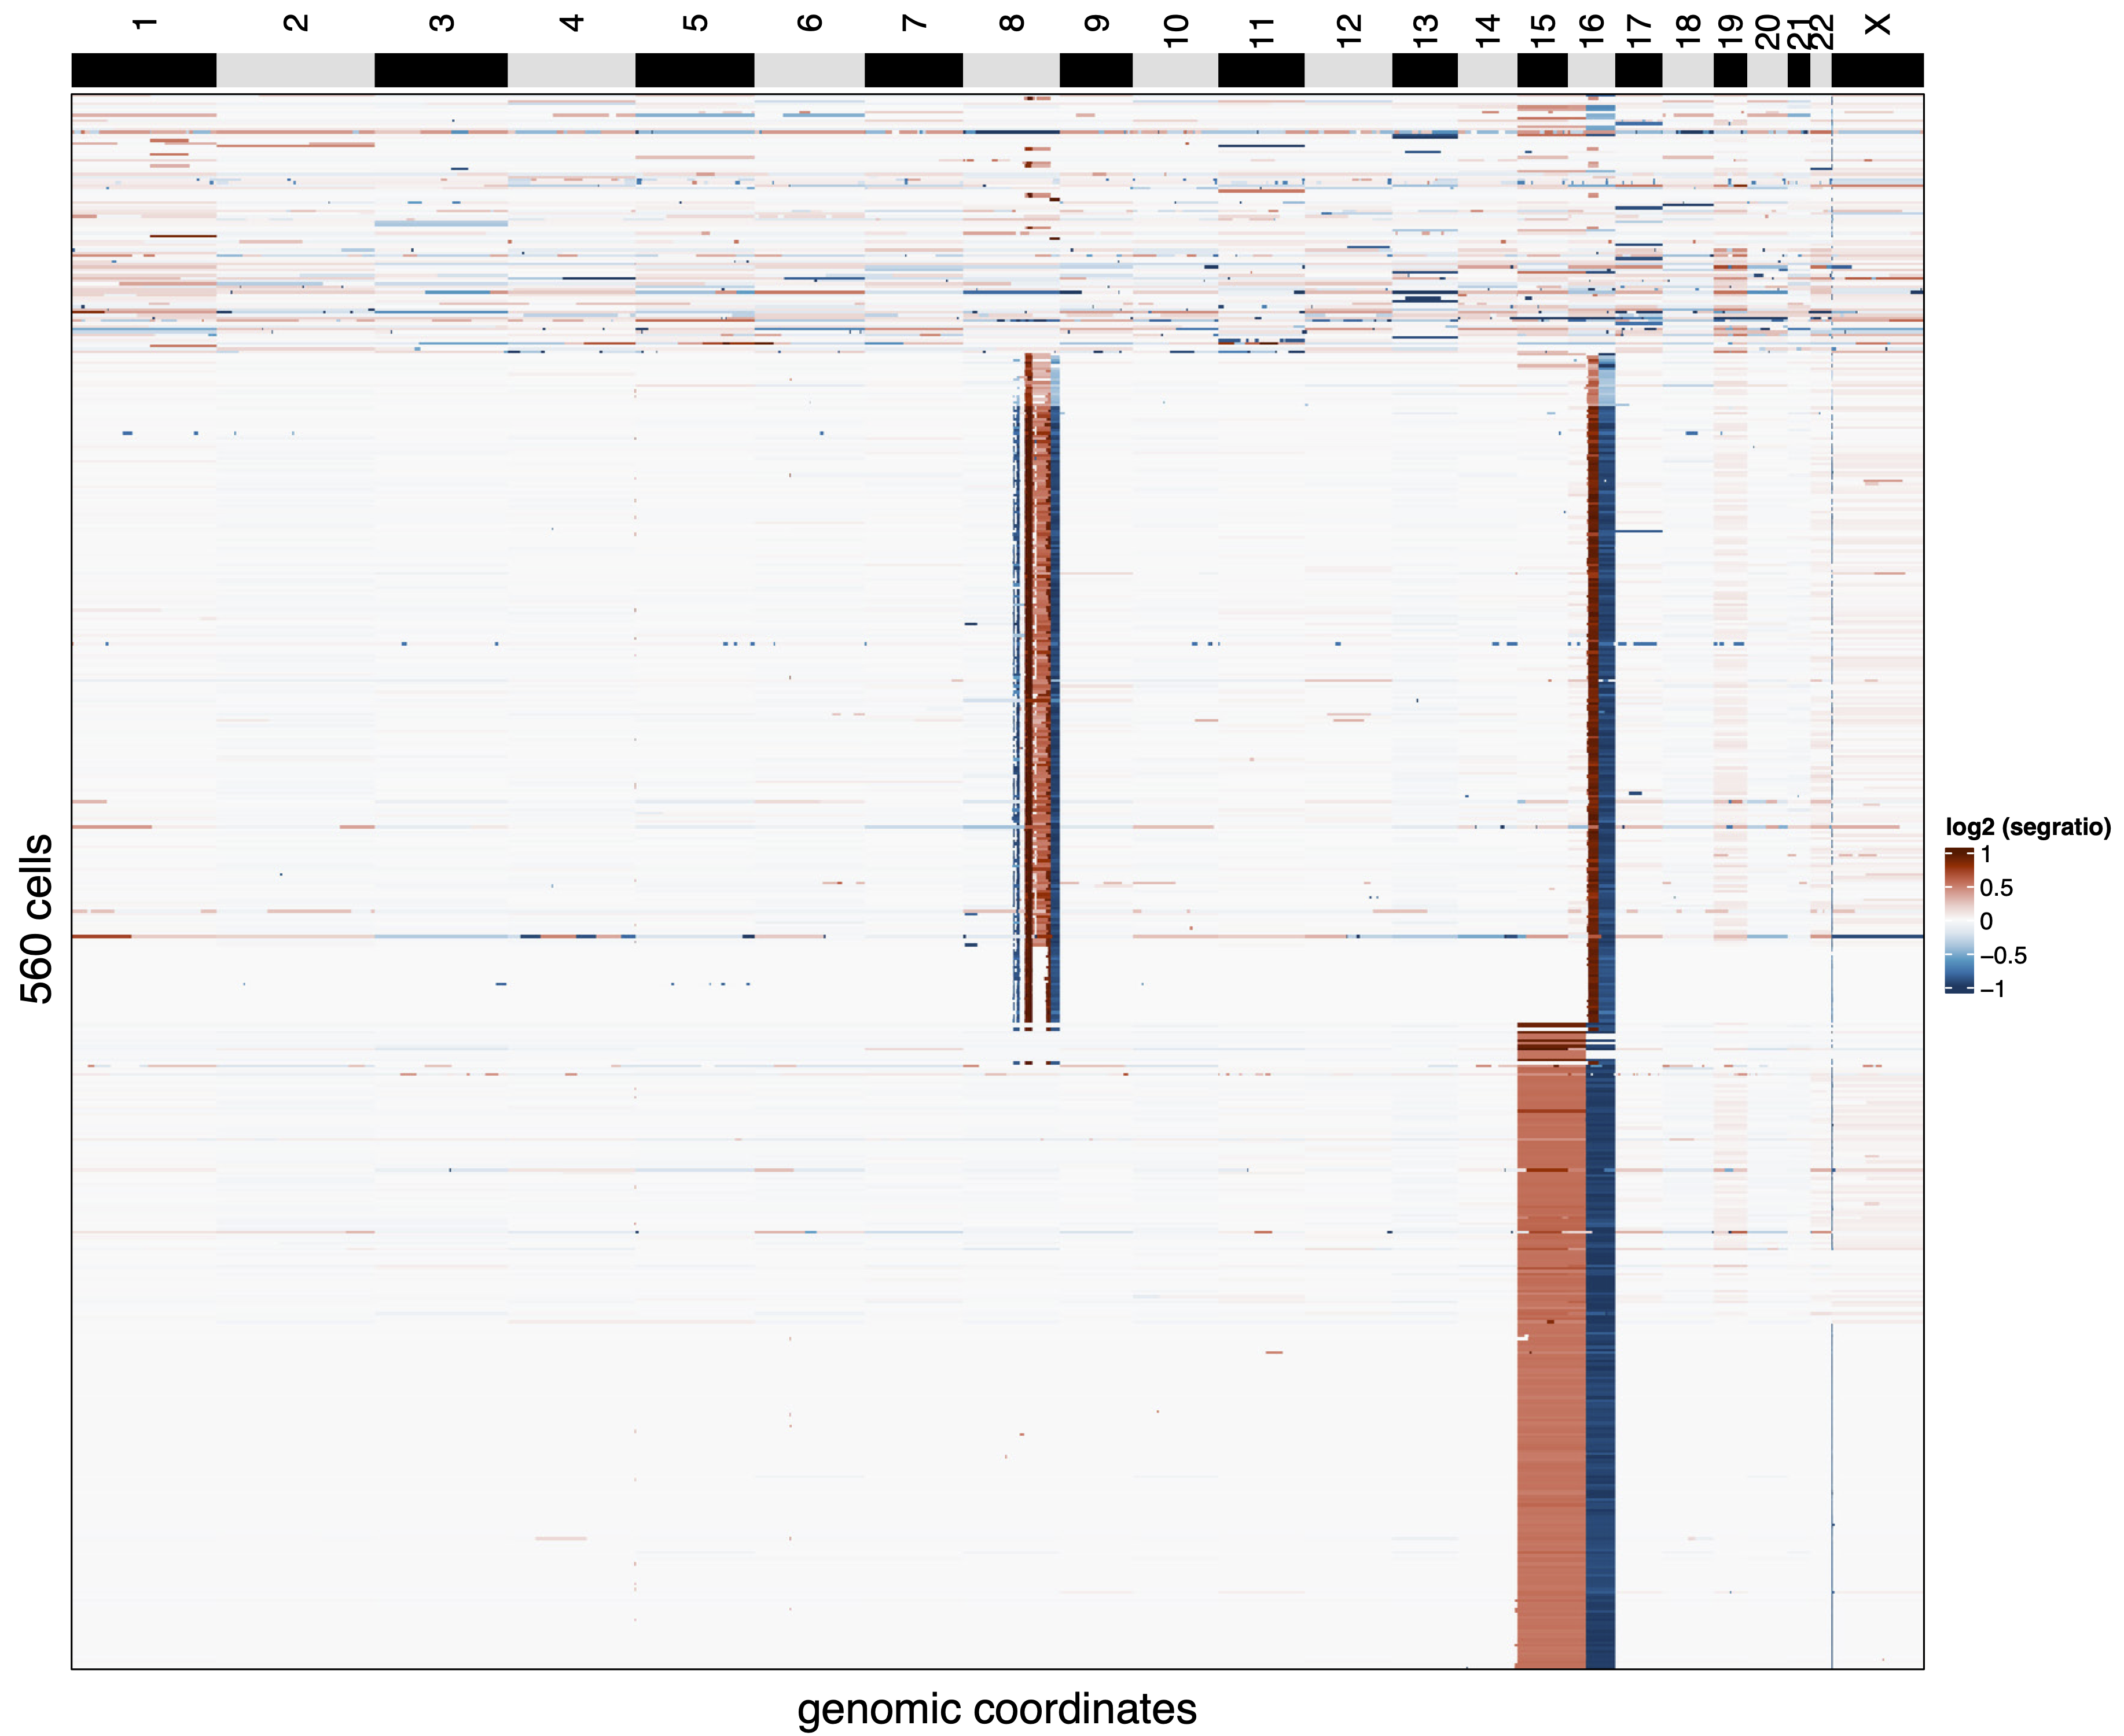 1 2 3 4 5 6 7 8 9 10 11 12 13 14 15 16 17 18 19 20 21 22 X
560 cells
log2 (segratio)
1
0.5
0
−0.5
−1
genomic coordinates